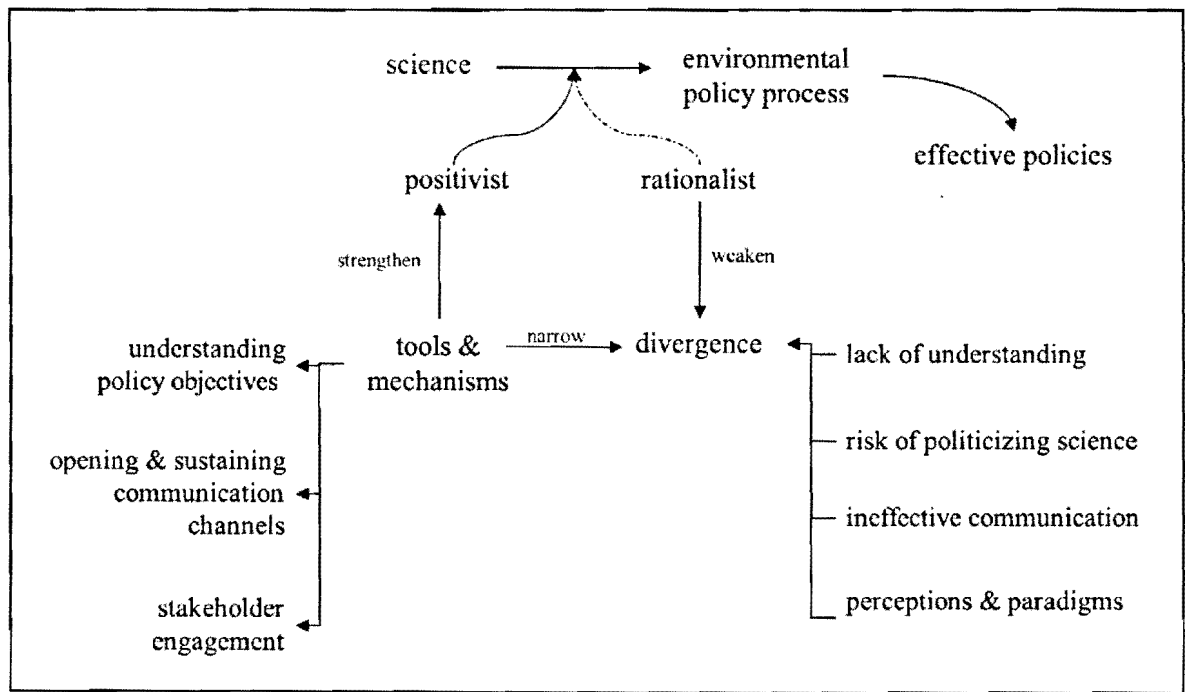 science
environmental
policy process
effective policies
positivist
rationalist
strengthen
weaken
understanding
policy objectives
tools &
mechanisms
narrow
divergence
lack of understanding
risk of politicizing science
opening & sustaining
communication
channels
ineffective communication
stakeholder
engagement
perceptions & paradigms